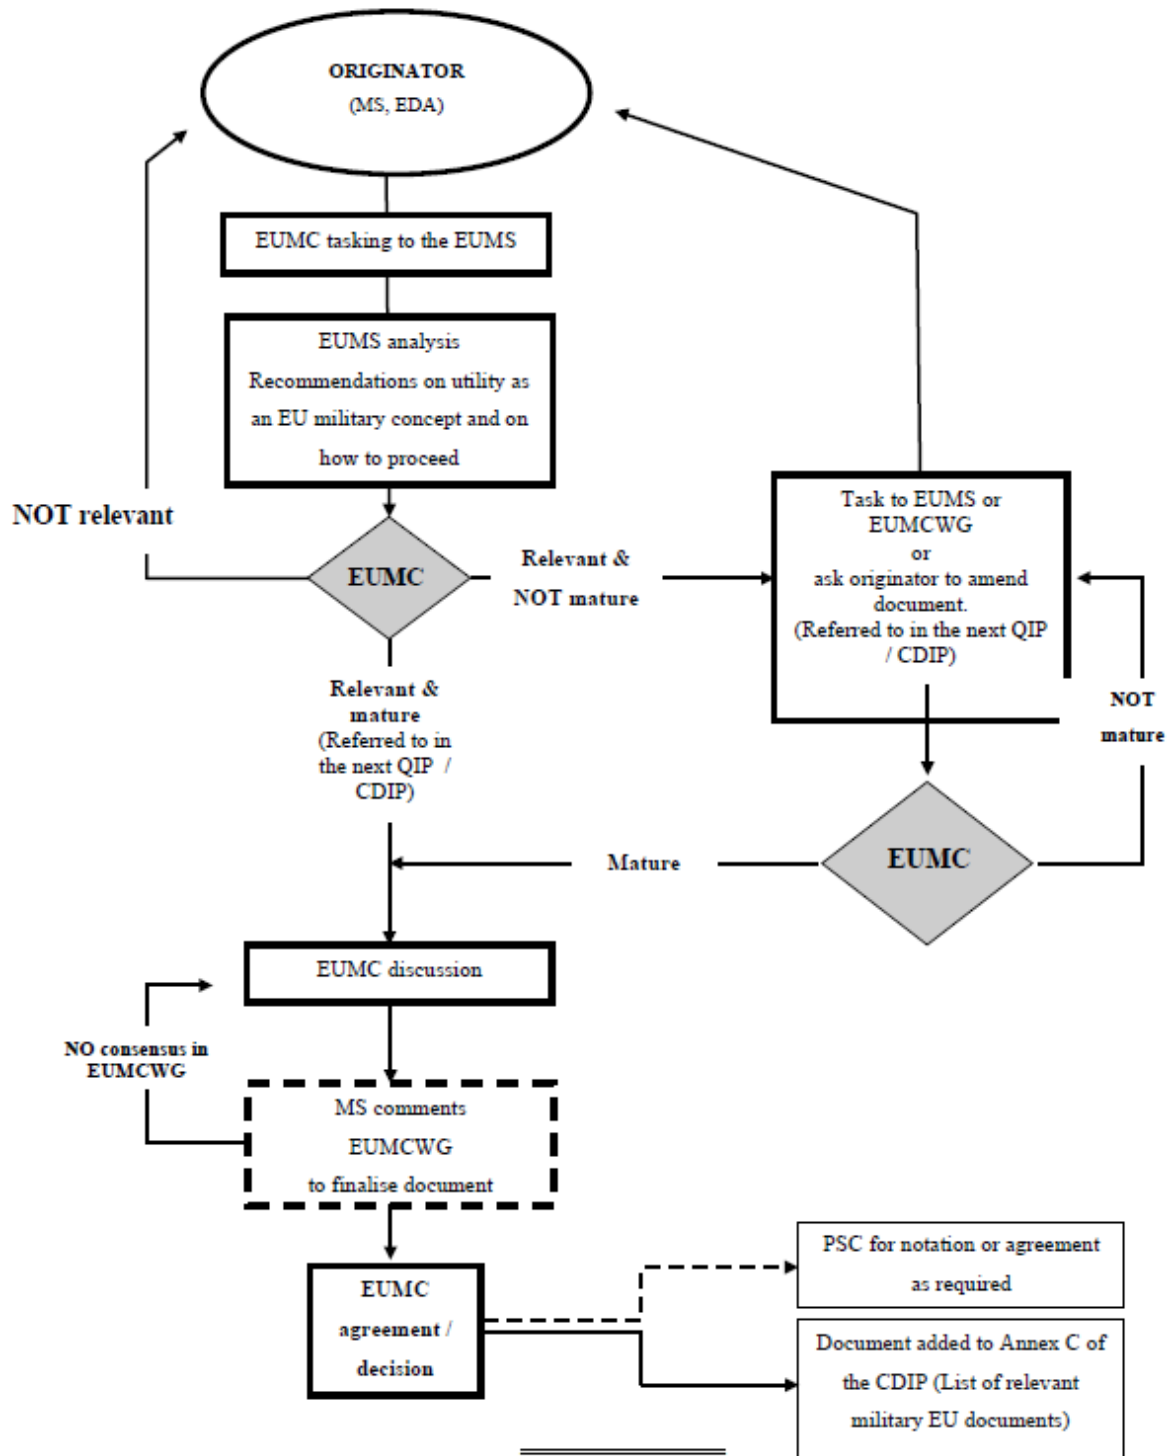 ORIGINATOR
(MS, EDA)
EUMC tasking to the EUMS
EUMS analysis
Recommendations on utility as
an EU military concept and on
how to proceed
NOT relevant
EUMC
Relevant &
NOT mature
Task to EUMS or
EUMCWG
or
ask originator to amend
document.
(Referred to in the next QIP
/ CDIP)
Relevant &
mature
(Referred to in
the next QIP /
CDIP)
NOT
mature
Mature
EUMC
EUMC discussion
NO consensus in
EUMCWG
MS comments
EUMCWG
to finalise document
EUMC
agreement /
decision
PSC for notation or agreement
as required
Document added to Annex C of
the CDIP (List of relevant
military EU documents)